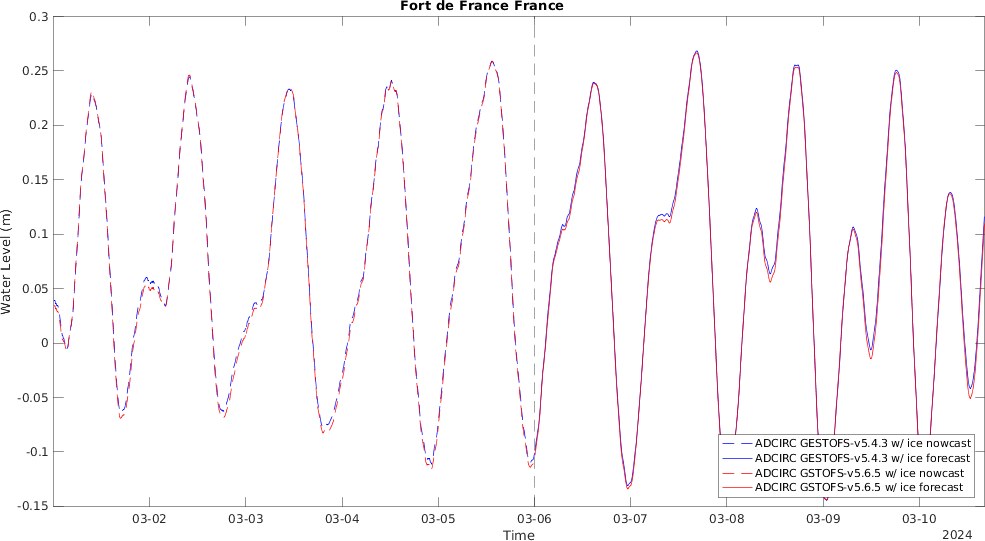 Fort de France France
0.3
0.25
0.2
0.15
0.1
0.05
0
-0.05
-0.1
-0.15
Water Level (m)
ADCIRC GESTOFS-v5.4.3 w/ ice nowcast
ADCIRC GESTOFS-v5.4.3 w/ ice forecast
ADCIRC GSTOFS-v5.6.5 w/ ice nowcast
ADCIRC GSTOFS-v5.6.5 w/ ice forecast
03-02 03-03 03-04 03-05 03-06 03-07 03-08 03-09 03-10
Time
2024